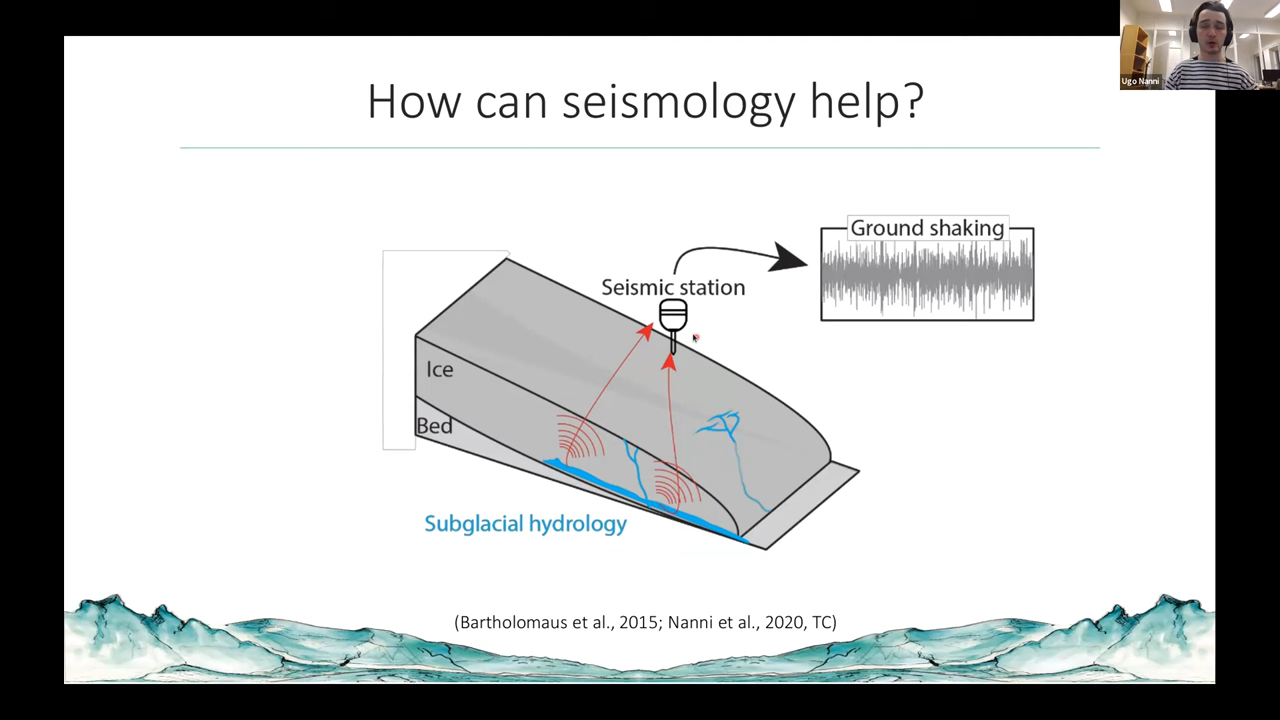 Ugo Nanni
How can seismology help?
Ground shaking
Seismic station
Ice
Bed
Subglacial hydrology
(Bartholomaus et al., 2015; Nanni et al., 2020, TC)